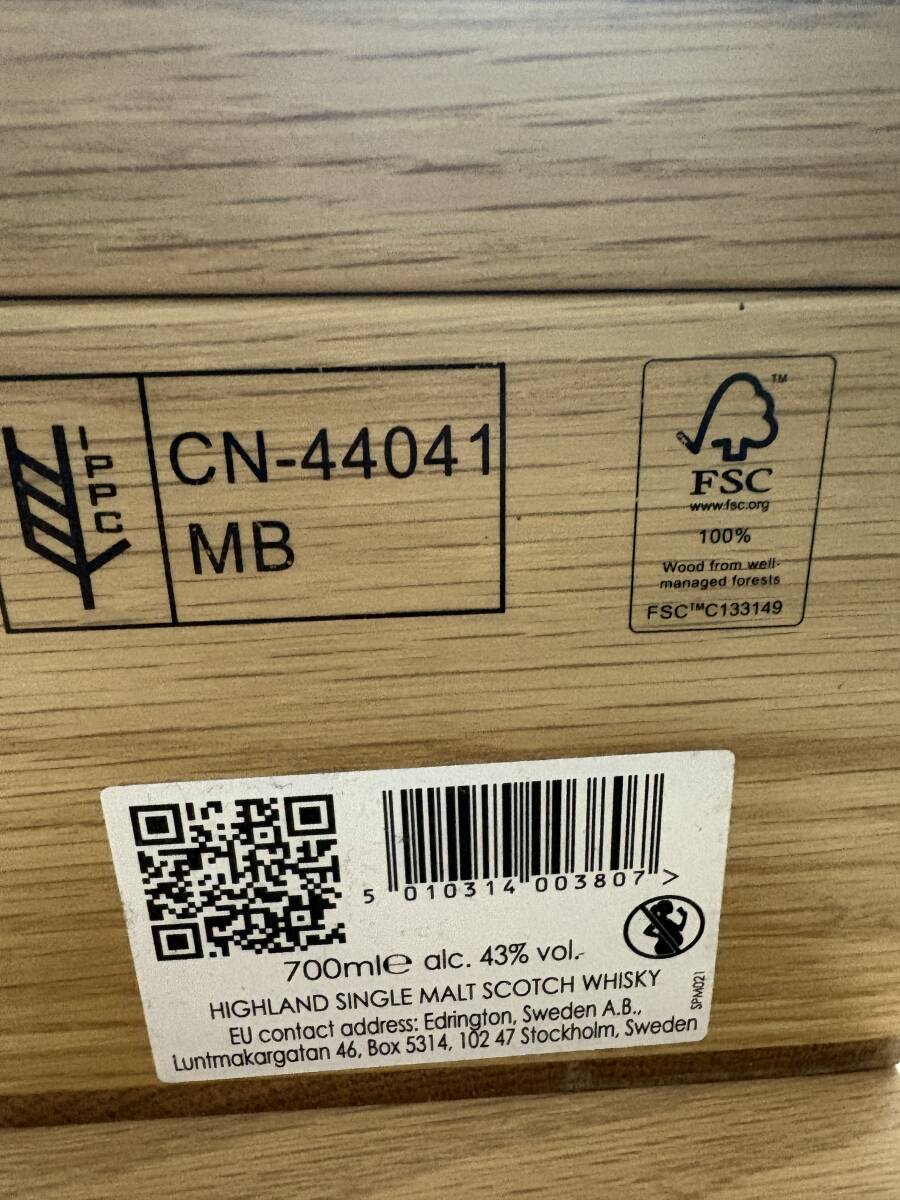 IPPC
CN-44041
MB
TM
FSC
www.fsc.org
100%
Wood from well-
managed forests
FSC™C133149
5 010314 003807 >
700ml℮ alc. 43% vol.
HIGHLAND SINGLE MALT SCOTCH WHISKY
EU contact address: Edrington, Sweden A.B.,
Luntmakargatan 46, Box 5314, 102 47 Stockholm, Sweden
SPM021